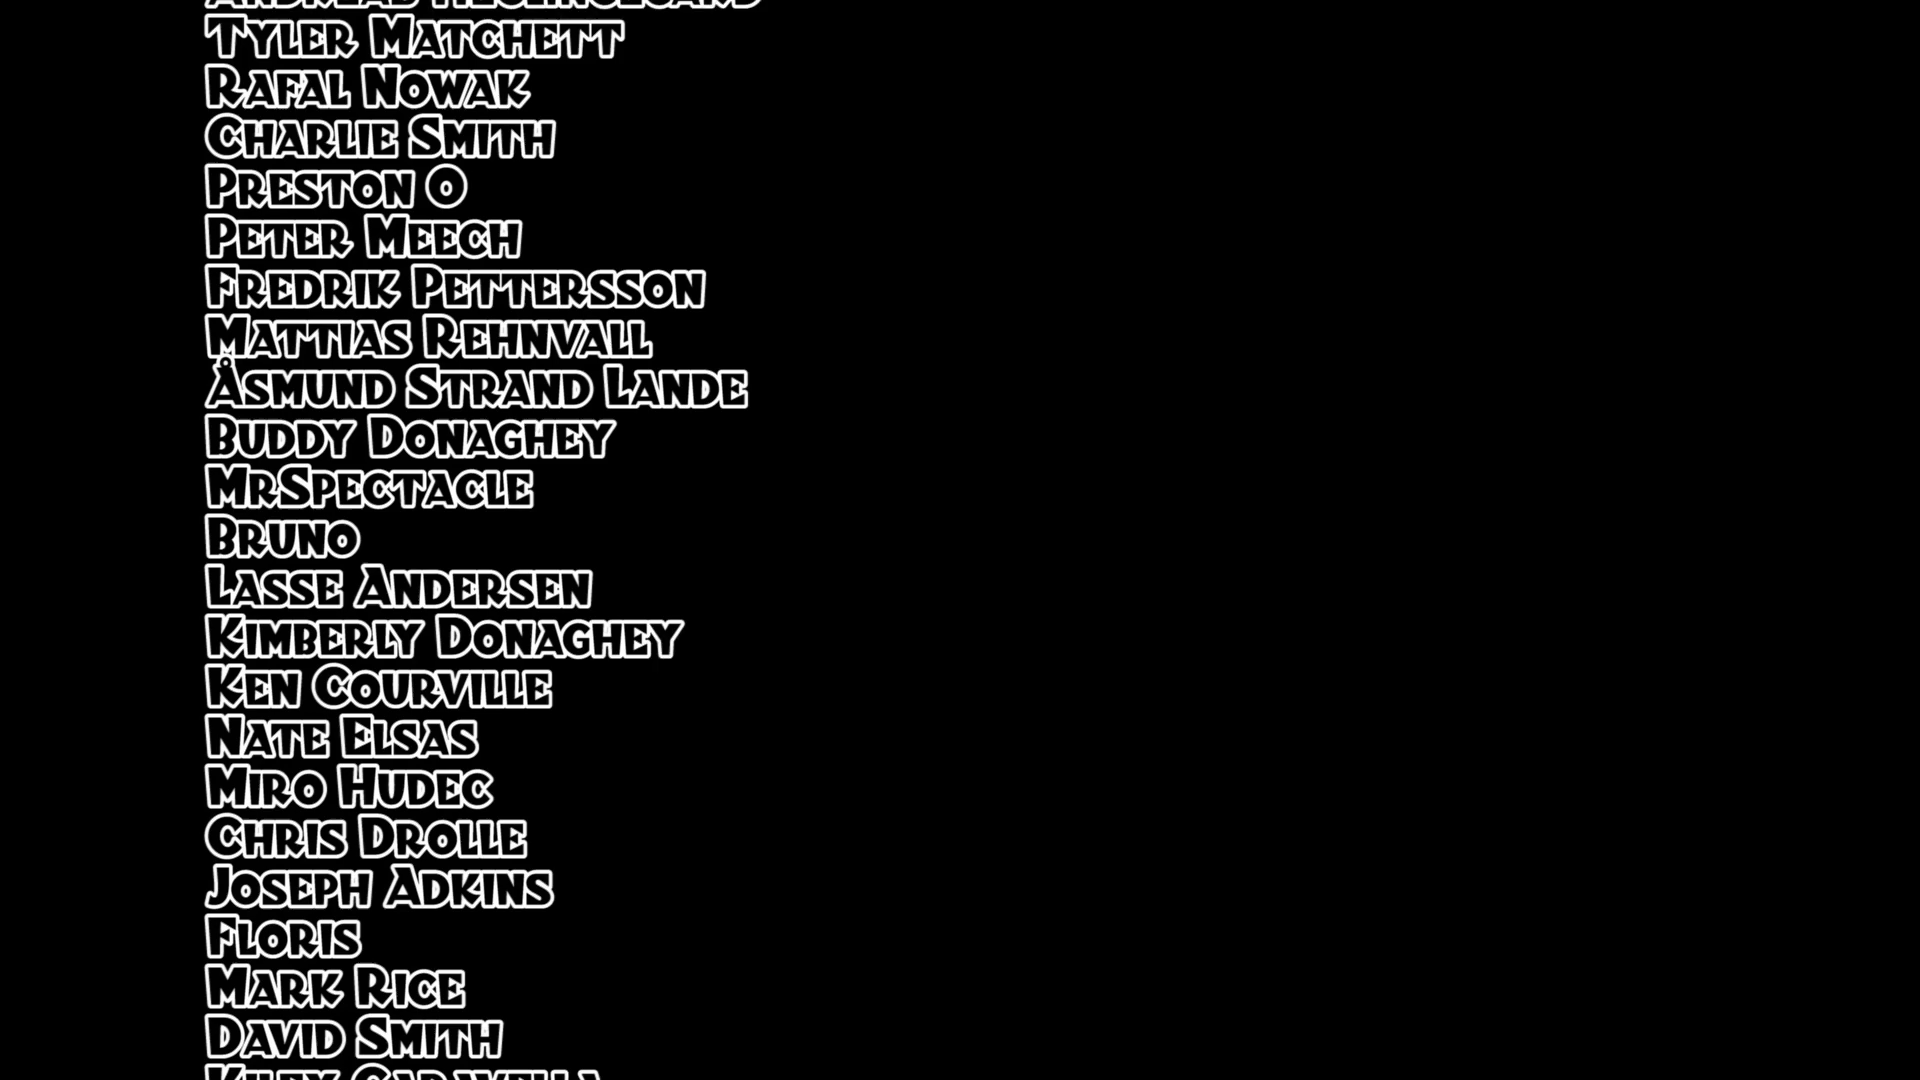 Tyler Matchett
Rafal Nowak
Charlie Smith
Preston O
Peter Meech
Fredrik Pettersson
Mattias Rehnvall
Åsmund Strand Lande
Buddy Donaghey
MrSpectacle
Bruno
Lasse Andersen
Kimberly Donaghey
Ken Courville
Nate Elsas
Miro Hudec
Chris Drolle
Joseph Adkins
Floris
Mark Rice
David Smith